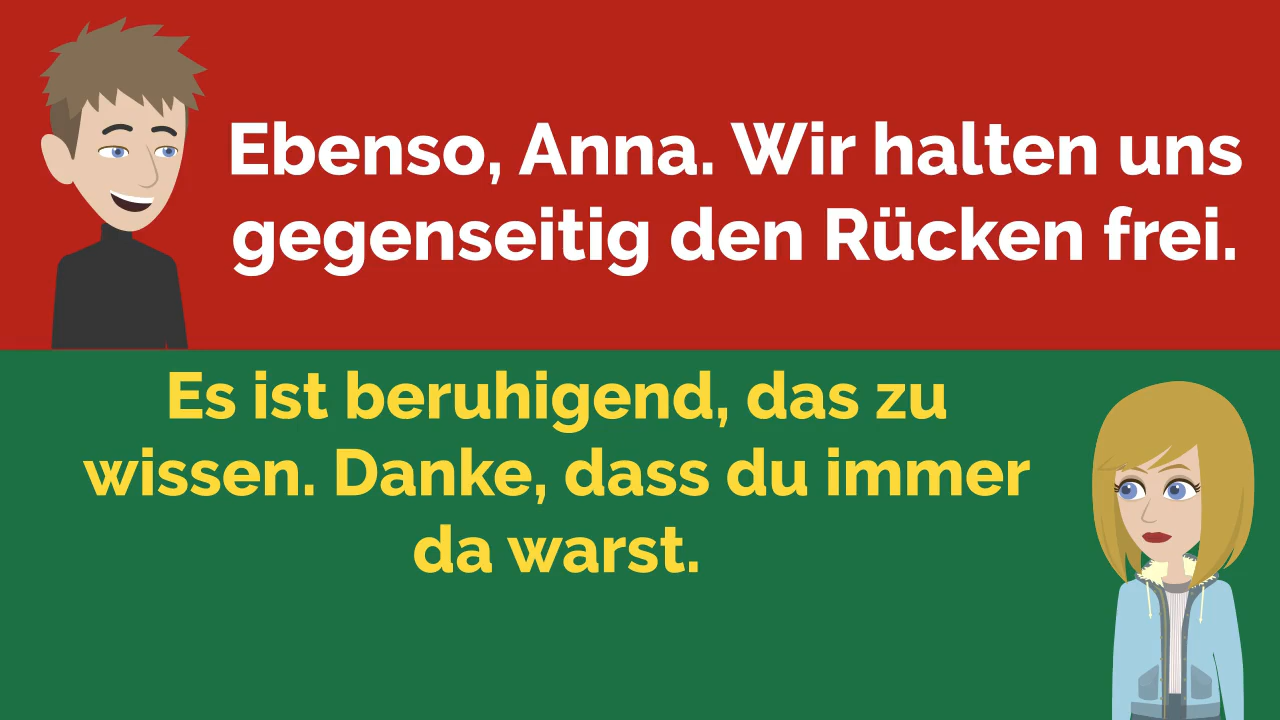 Ebenso, Anna. Wir halten uns
gegenseitig den Rücken frei.
Es ist beruhigend, das zu
wissen. Danke, dass du immer
da warst.